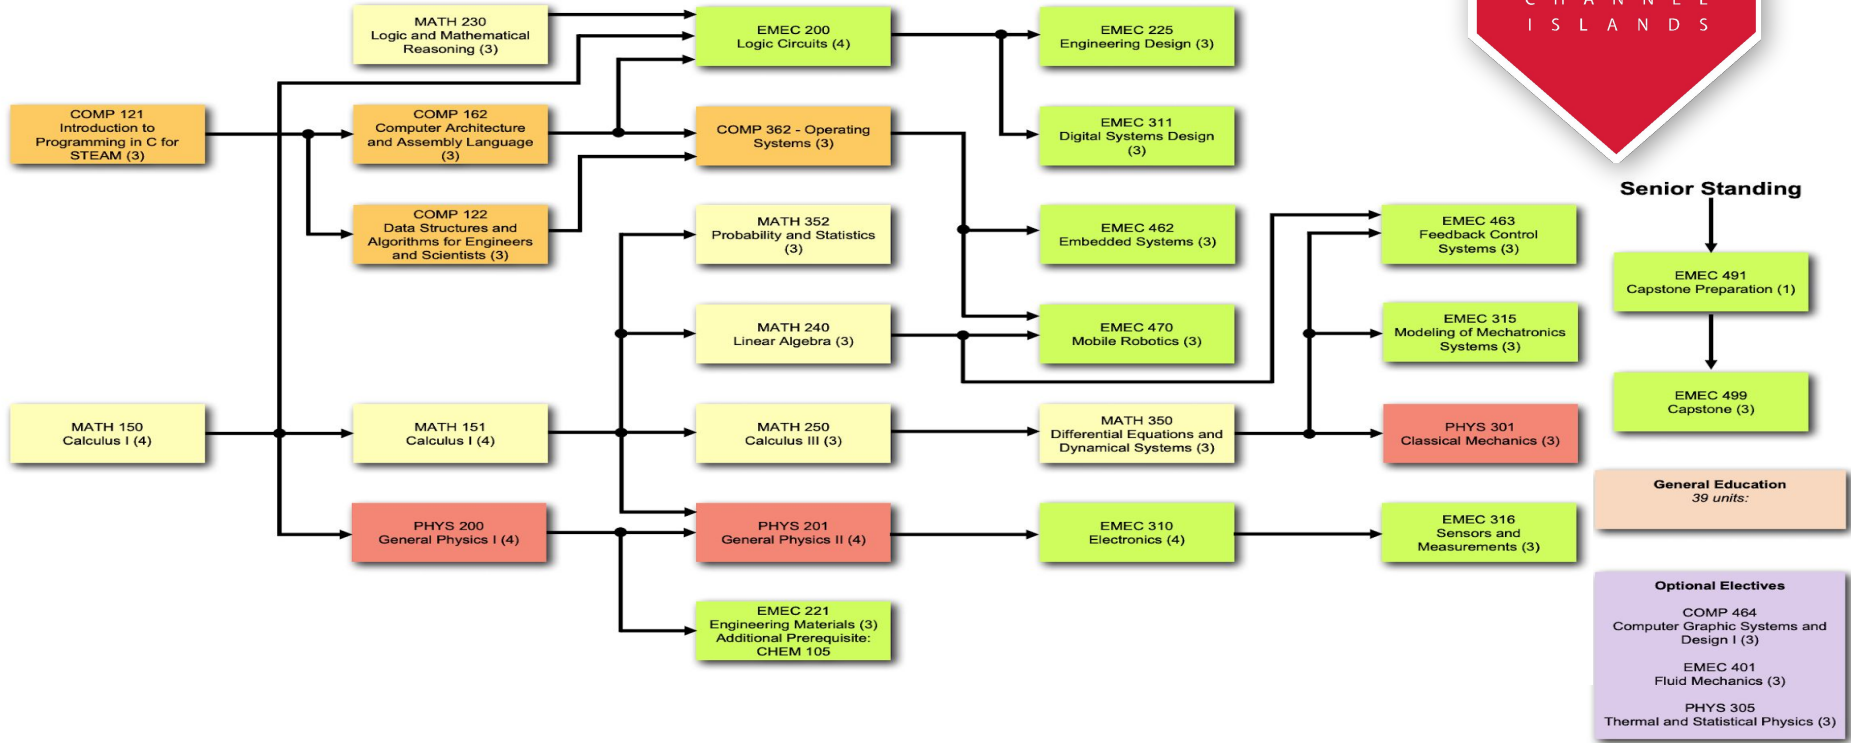 CHANNEL
ISLANDS
MATH 230
Logic and Mathematical
Reasoning (3)
EMEC 200
Logic Circuits (4)
EMEC 225
Engineering Design (3)
COMP 121
Introduction to
Programming in C for
STEAM (3)
COMP 162
Computer Architecture
and Assembly Language
(3)
COMP 362 - Operating
Systems (3)
EMEC 311
Digital Systems Design
(3)
Senior Standing
COMP 122
Data Structures and
Algorithms for Engineers
and Scientists (3)
MATH 352
Probability and Statistics
(3)
EMEC 462
Embedded Systems (3)
EMEC 463
Feedback Control
Systems (3)
EMEC 491
Capstone Preparation (1)
MATH 240
Linear Algebra (3)
EMEC 470
Mobile Robotics (3)
EMEC 315
Modeling of Mechatronics
Systems (3)
EMEC 499
Capstone (3)
MATH 150
Calculus I (4)
MATH 151
Calculus I (4)
MATH 250
Calculus III (3)
MATH 350
Differential Equations and
Dynamical Systems (3)
PHYS 301
Classical Mechanics (3)
General Education
39 units:
PHYS 200
General Physics I (4)
PHYS 201
General Physics II (4)
EMEC 310
Electronics (4)
EMEC 316
Sensors and
Measurements (3)
EMEC 221
Engineering Materials (3)
Additional Prerequisite:
CHEM 105
Optional Electives
COMP 464
Computer Graphic Systems and
Design I (3)
EMEC 401
Fluid Mechanics (3)
PHYS 305
Thermal and Statistical Physics (3)